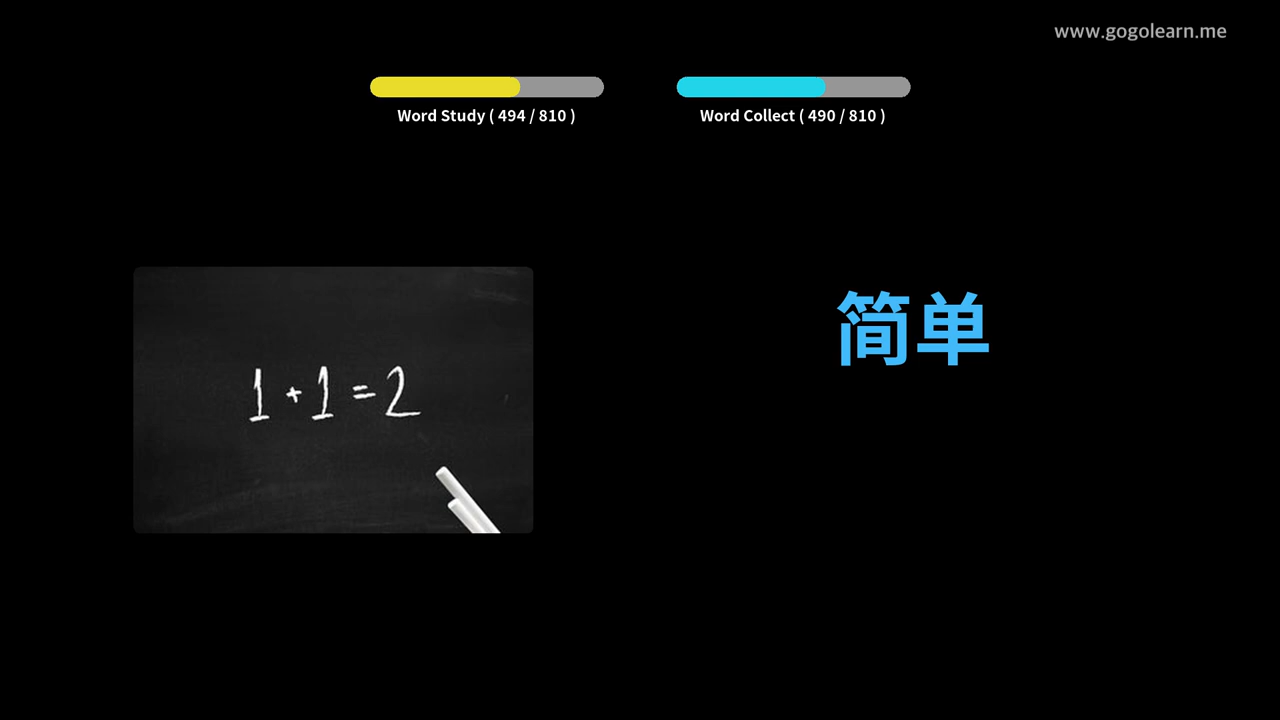 www.gogolearn.me
Word Study ( 494 / 810 )
Word Collect ( 490 / 810 )
简单
1 + 1 = 2